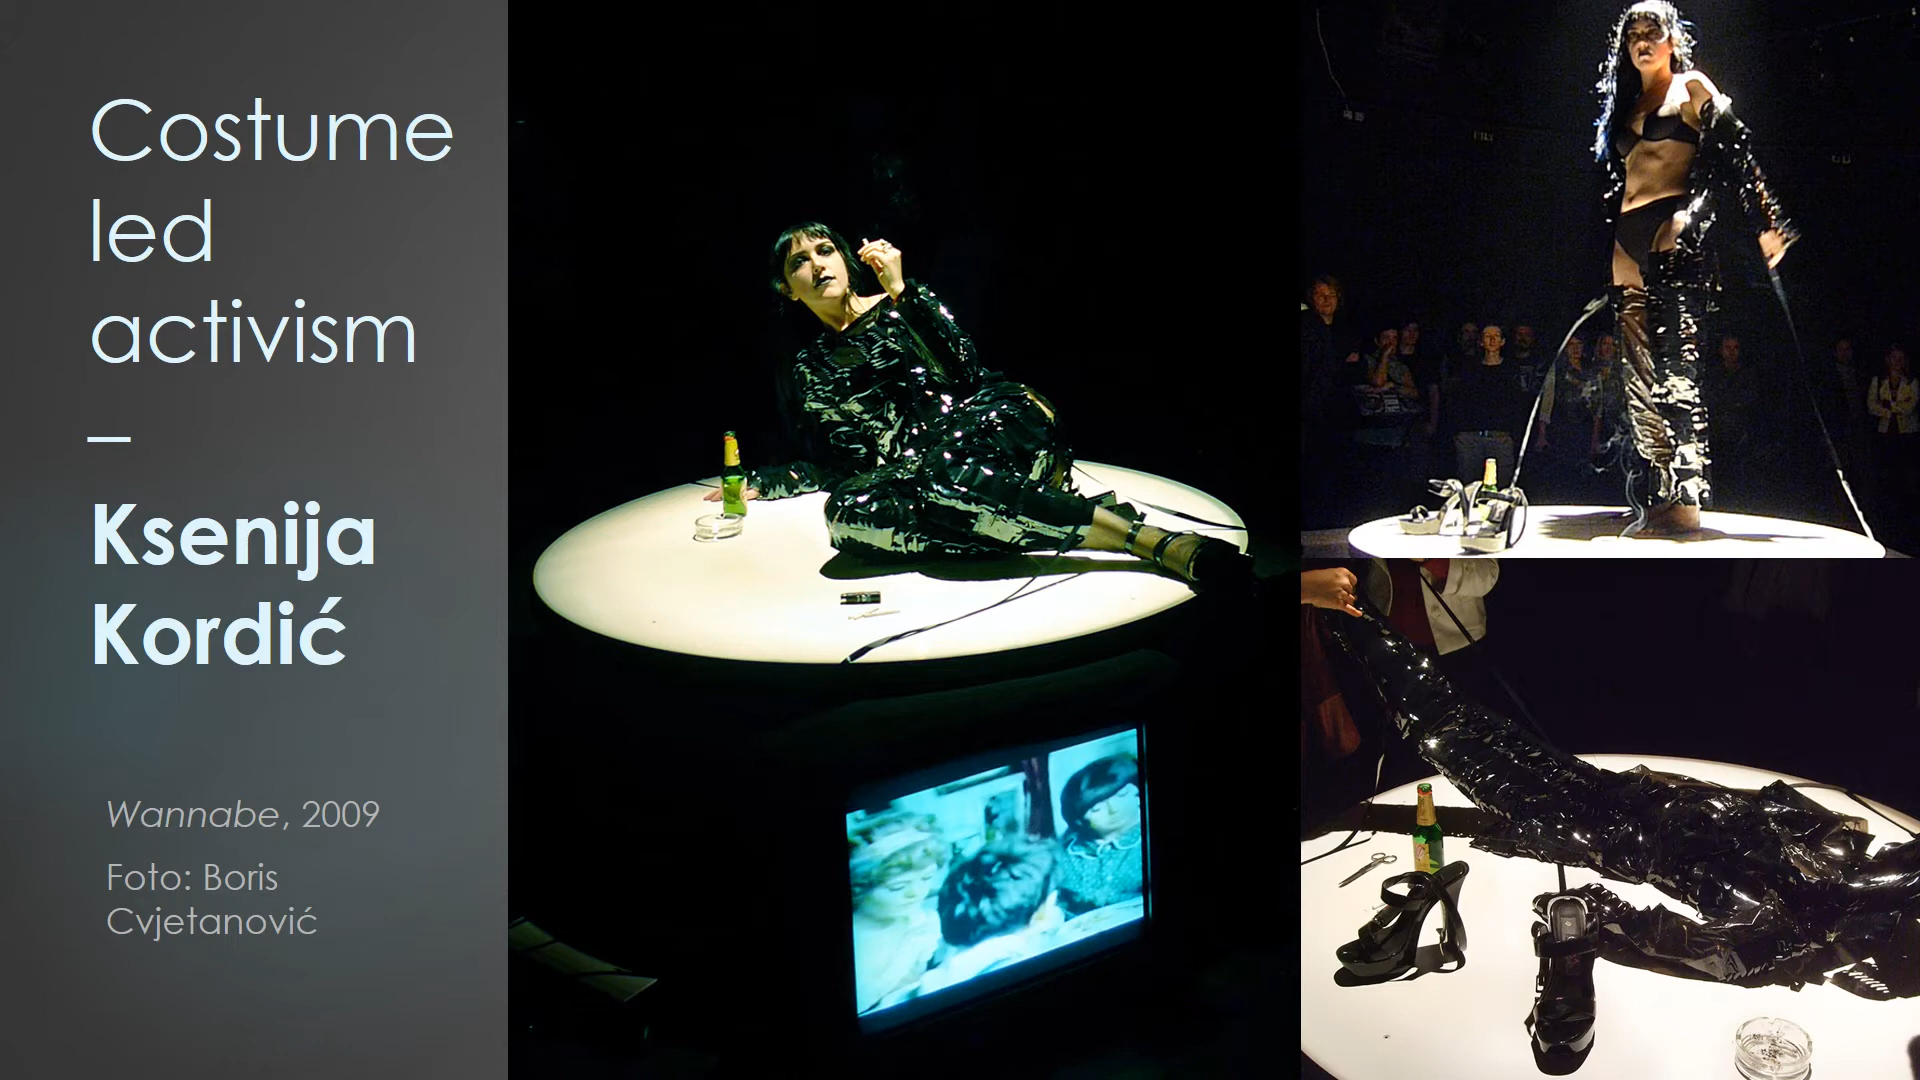 Costume
led
activism
–
Ksenija
Kordić
Wannabe, 2009
Foto: Boris
Cvjetanović